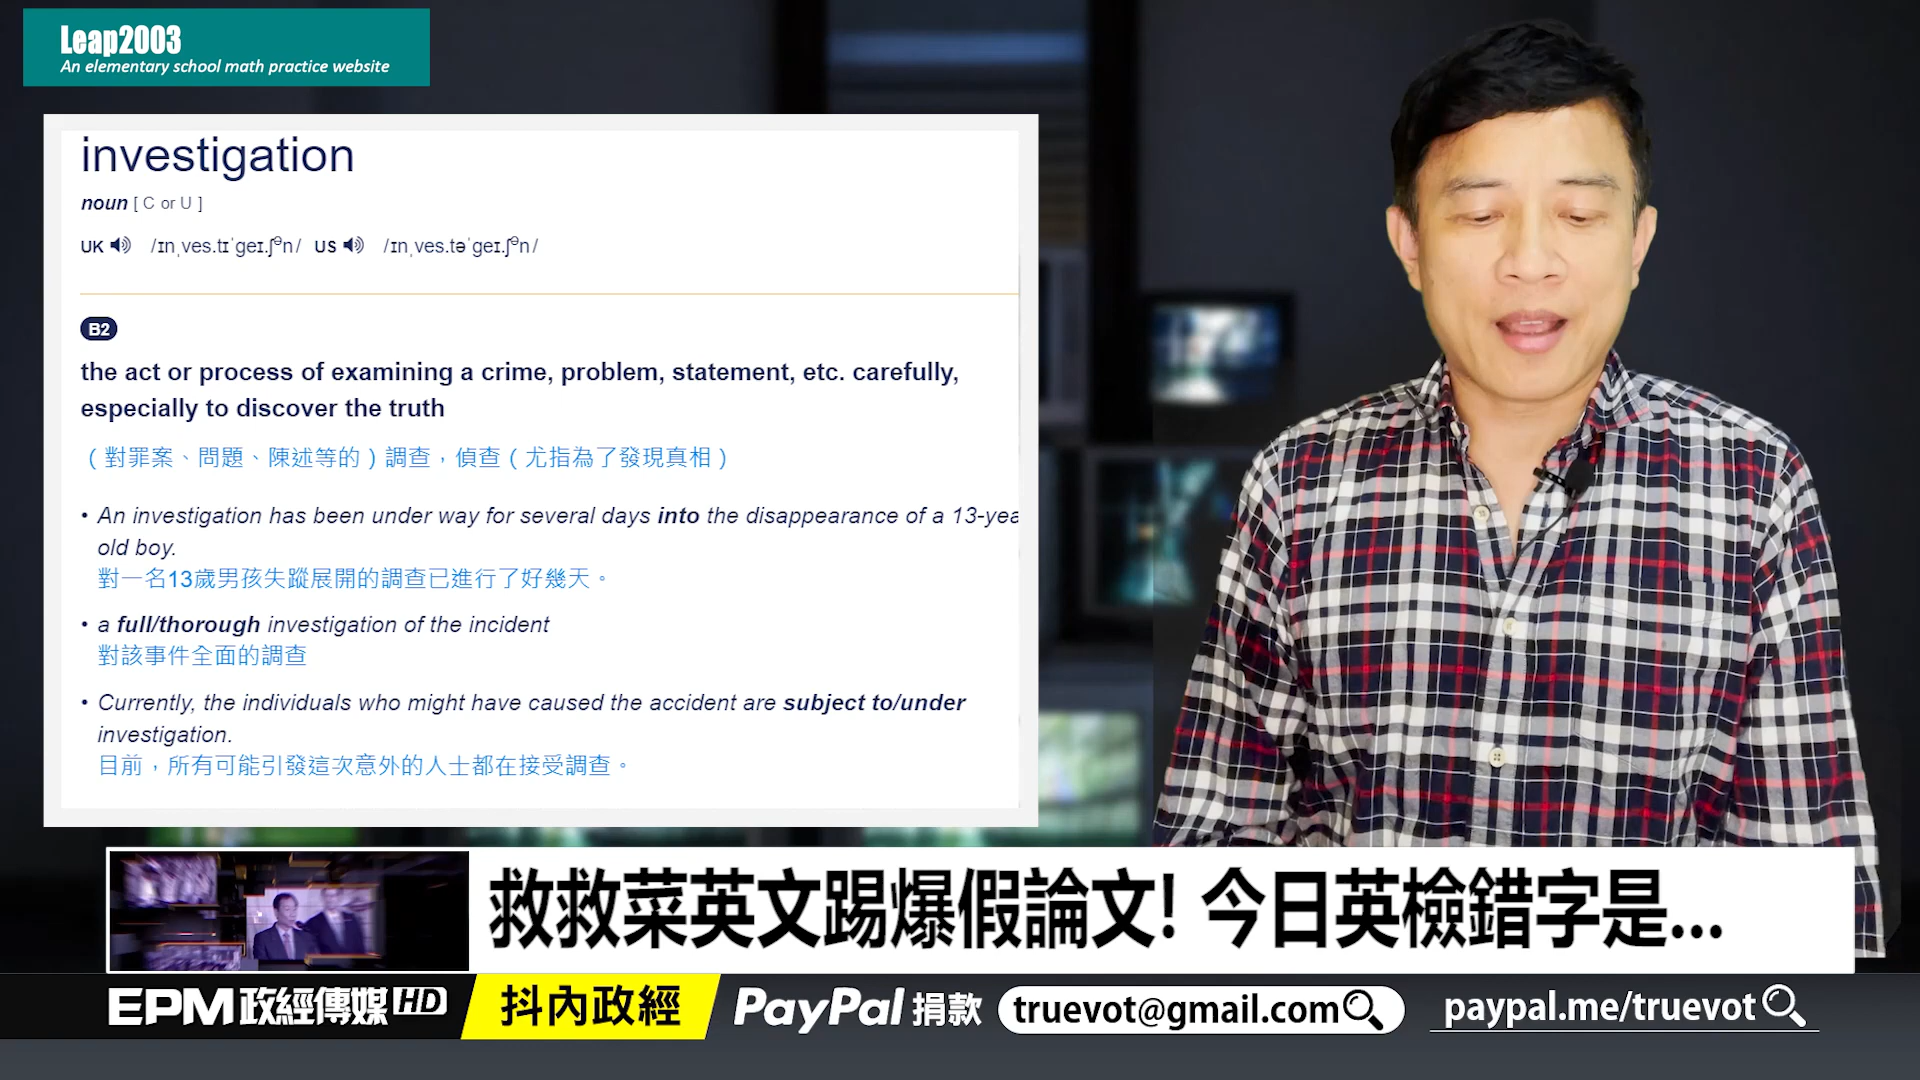 Leap2003
An elementary school math practice website
investigation
noun [ C or U ]
UK /ɪnˌves.tɪˈɡeɪ.ʃᵊn/ US /ɪnˌves.təˈɡeɪ.ʃᵊn/
B2
the act or process of examining a crime, problem, statement, etc. carefully,
especially to discover the truth
（對罪案、問題、陳述等的）調查，偵查（尤指為了發現真相）
• An investigation has been under way for several days into the disappearance of a 13-yea
old boy.
對一名13歲男孩失蹤展開的調查已進行了好幾天。
• a full/thorough investigation of the incident
對該事件全面的調查
• Currently, the individuals who might have caused the accident are subject to/under
investigation.
目前，所有可能引發這次意外的人士都在接受調查。
救救菜英文踢爆假論文! 今日英檢錯字是...
EPM政經傳媒HD 抖內政經 PayPal 捐款 truevot@gmail.com paypal.me/truevot